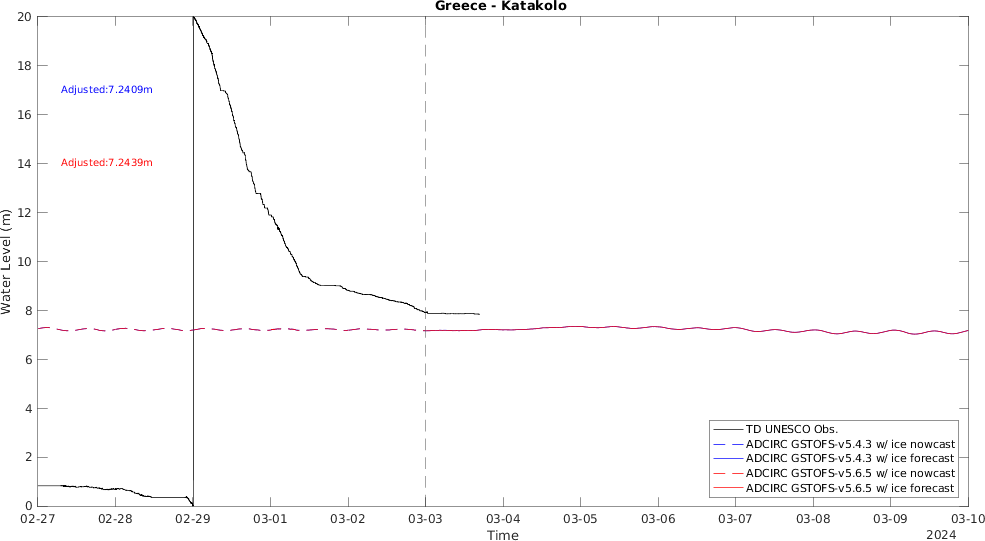 Greece - Katakolo
20
18
16
14
12
10
8
6
4
2
0
Water Level (m)
Adjusted:7.2409m
Adjusted:7.2439m
TD UNESCO Obs.
ADCIRC GSTOFS-v5.4.3 w/ ice nowcast
ADCIRC GSTOFS-v5.4.3 w/ ice forecast
ADCIRC GSTOFS-v5.6.5 w/ ice nowcast
ADCIRC GSTOFS-v5.6.5 w/ ice forecast
02-27 02-28 02-29 03-01 03-02 03-03 03-04 03-05 03-06 03-07 03-08 03-09 03-10
Time
2024